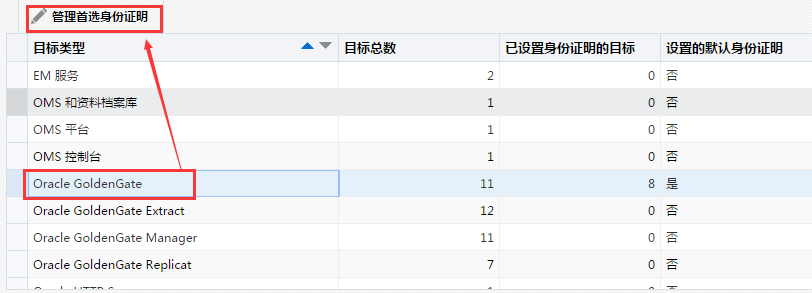 管理首选身份证明
目标类型 目标总数 已设置身份证明的目标 设置的默认身份证明
EM 服务 2 0 否
OMS 和资料档案库 1 0 否
OMS 平台 1 0 否
OMS 控制台 1 0 否
Oracle GoldenGate 11 8 是
Oracle GoldenGate Extract 12 0 否
Oracle GoldenGate Manager 11 0 否
Oracle GoldenGate Replicat 7 0 否